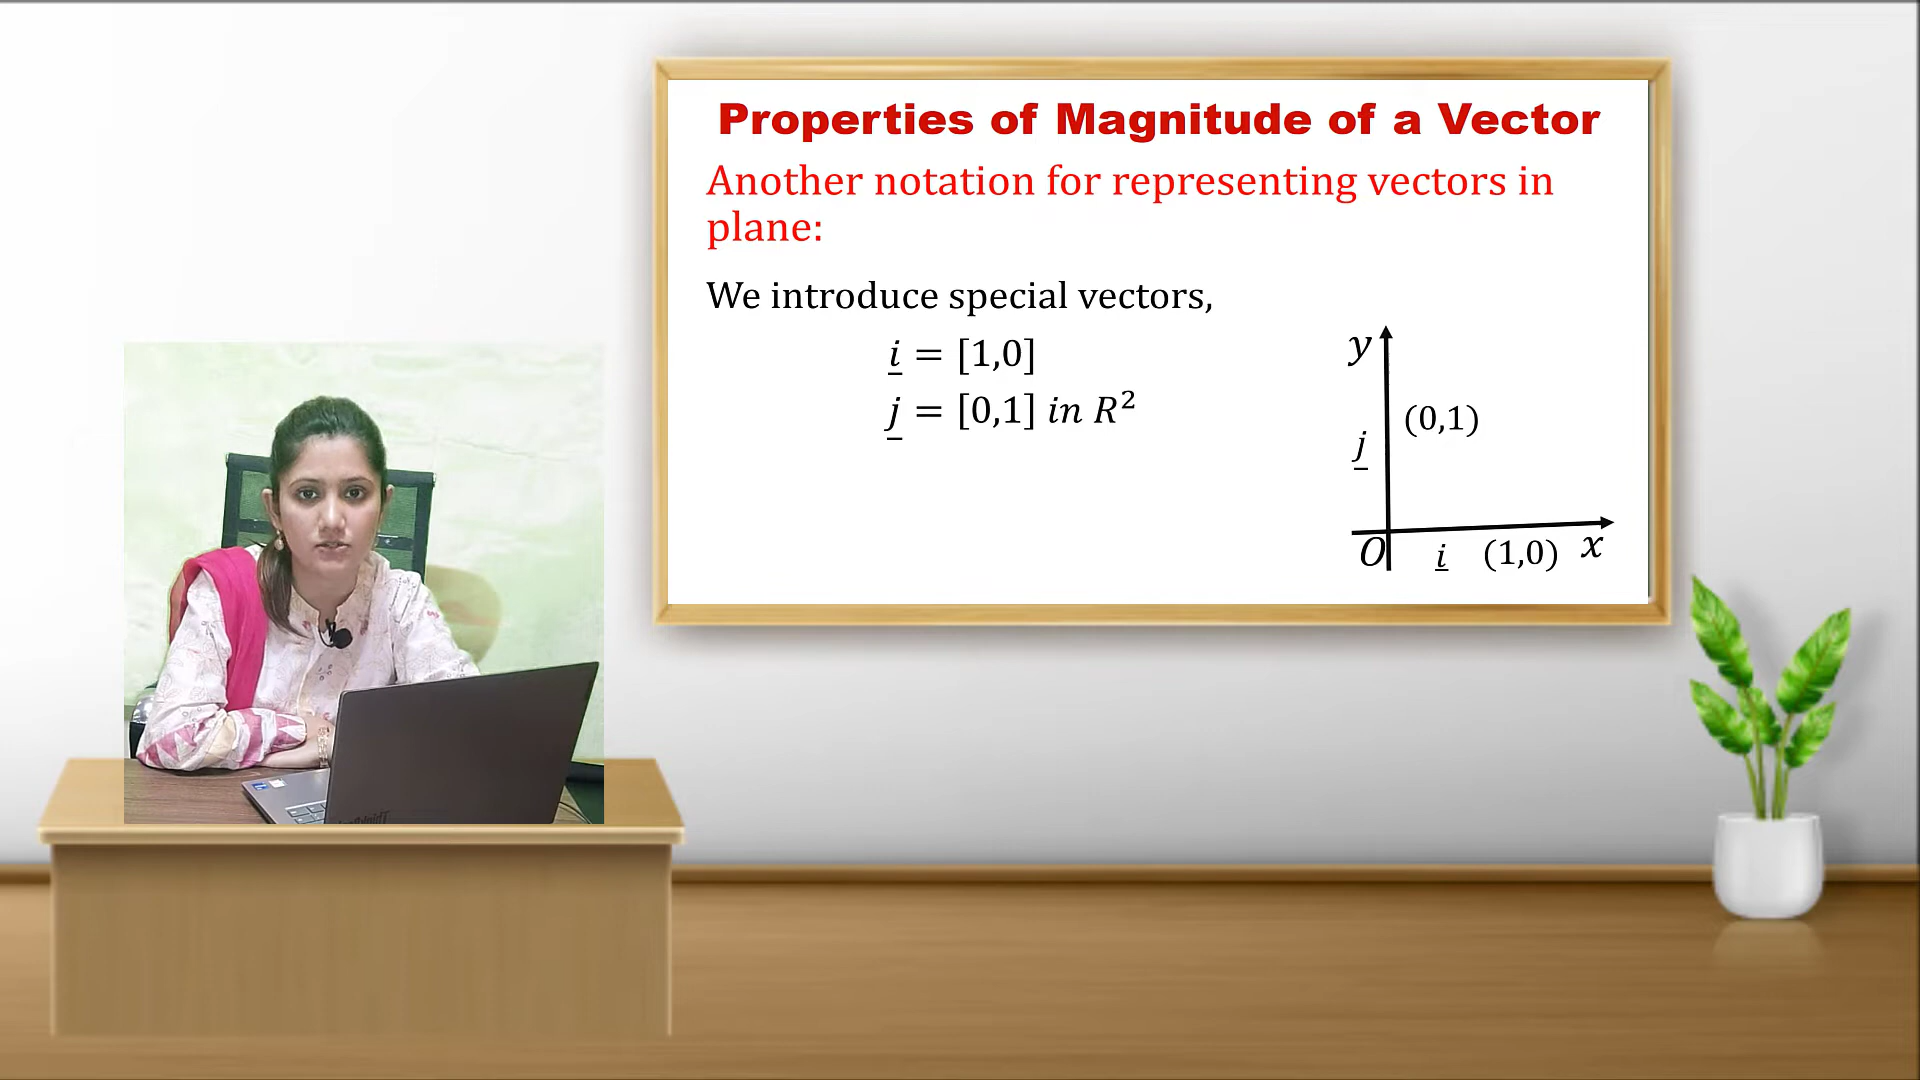 Properties of Magnitude of a Vector
Another notation for representing vectors in
plane:
We introduce special vectors,
i = [1,0]
j = [0,1] in R²
y
(0,1)
j
O i (1,0) x